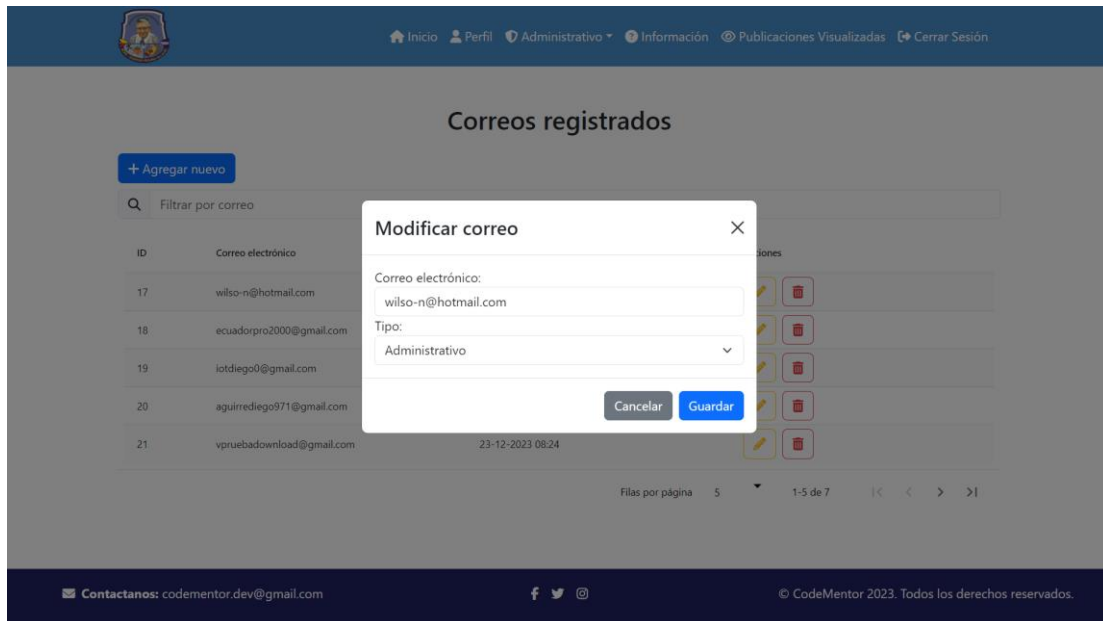 Inicio Perfil Administrativo Información Publicaciones Visualizadas Cerrar Sesión
Correos registrados
+ Agregar nuevo
Filtrar por correo
Modificar correo
ID Correo electrónico ciones
Correo electrónico:
17 wilso-n@hotmail.com
wilso-n@hotmail.com
Tipo:
18 ecuadorpro2000@gmail.com
Administrativo
19 iotdiego0@gmail.com
20 aguirrediego971@gmail.com
Cancelar Guardar
21 vpruebadownload@gmail.com 23-12-2023 08:24
Filas por página 5 1-5 de 7
Contactanos: codementor.dev@gmail.com
© CodeMentor 2023. Todos los derechos reservados.